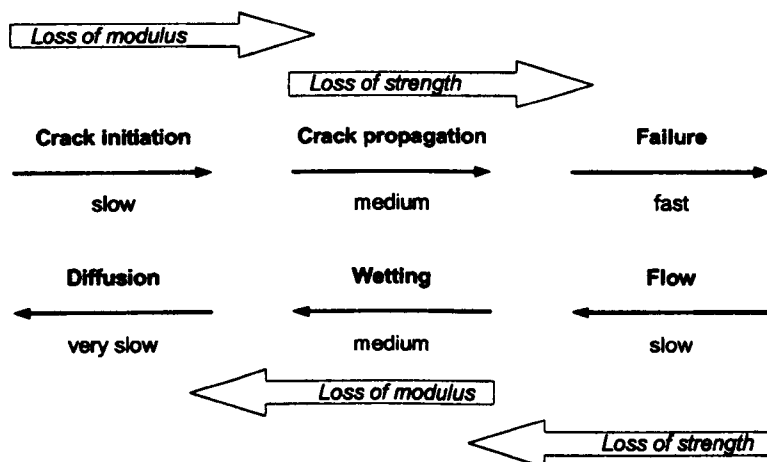 Loss of modulus
Loss of strength
Crack initiation Crack propagation Failure
slow medium fast
Diffusion Wetting Flow
very slow medium slow
Loss of modulus
Loss of strength